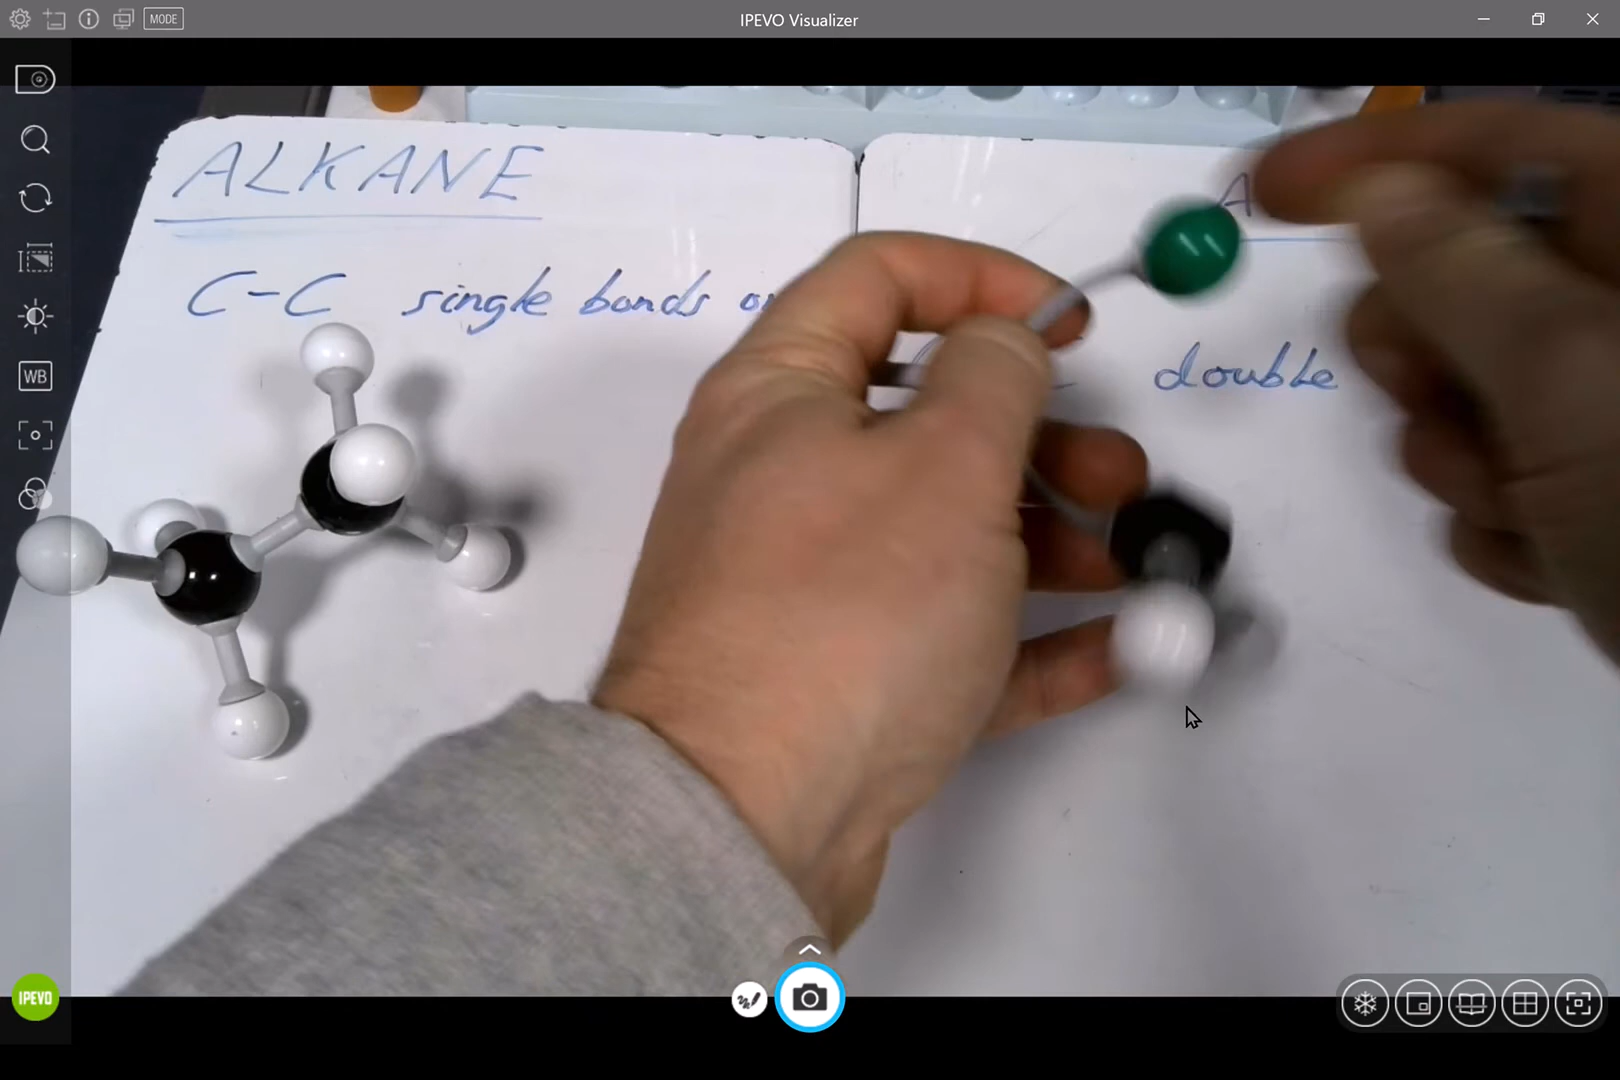 MODE
IPEVO Visualizer
WB
ALKANE
C-C single bonds
double
IPEVO